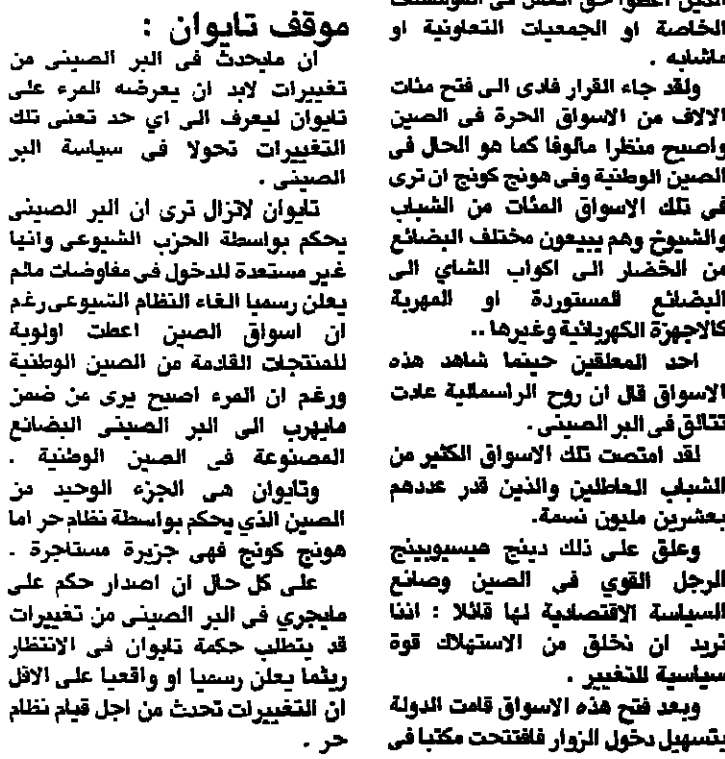 الخاصة او الجمعيات التعاونية او
ماشابه .
ولقد جاء القرار فادى الى فتح مئات
الالاف من الاسواق الحرة فى الصين
واصبح منظرا مالوفا كما هو الحال فى
الصين الوطنية وفى هونج كونج ان ترى
فى تلك الاسواق المئات من الشباب
والشيوخ وهم يبيعون مختلف البضائع
من الخضار الى اكواب الشاي الى
البضائع المستوردة او المهربة
كالاجهزة الكهربائية وغيرها ..
احد المعلقين حينما شاهد هذه
الاسواق قال ان روح الراسمالية عادت
تتالق فى البر الصينى .
لقد امتصت تلك الاسواق الكثير من
الشباب العاطلين والذين قدر عددهم
بعشرين مليون نسمة.
وعلق على ذلك دينج هيسيوبينج
الرجل القوي فى الصين وصانع
السياسة الاقتصادية لها قائلا : اننا
نريد ان نخلق من الاستهلاك قوة
سياسية للتغيير .
وبعد فتح هذه الاسواق قامت الدولة
بتسهيل دخول الزوار فافتتحت مكتبا فى
موقف تايوان :
ان مايحدث فى البر الصينى من
تغييرات لابد ان يعرضه المرء على
تايوان ليعرف الى اي حد تعنى تلك
التغييرات تحولا فى سياسة البر
الصينى .
تايوان لاتزال ترى ان البر الصينى
يحكم بواسطة الحزب الشيوعى وانها
غير مستعدة للدخول فى مفاوضات مالم
يعلن رسميا الغاء النظام الشيوعى رغم
ان اسواق الصين اعطت اولوية
للمنتجات القادمة من الصين الوطنية
ورغم ان المرء اصبح يرى من ضمن
مايهرب الى البر الصينى البضائع
المصنوعة فى الصين الوطنية .
وتايوان هى الجزء الوحيد من
الصين الذي يحكم بواسطة نظام حر اما
هونج كونج فهى جزيرة مستاجرة .
على كل حال ان اصدار حكم على
مايجري فى البر الصينى من تغييرات
قد يتطلب حكمة تايوان فى الانتظار
ريثما يعلن رسميا او واقعيا على الاقل
ان التغييرات تحدث من اجل قيام نظام
حر .